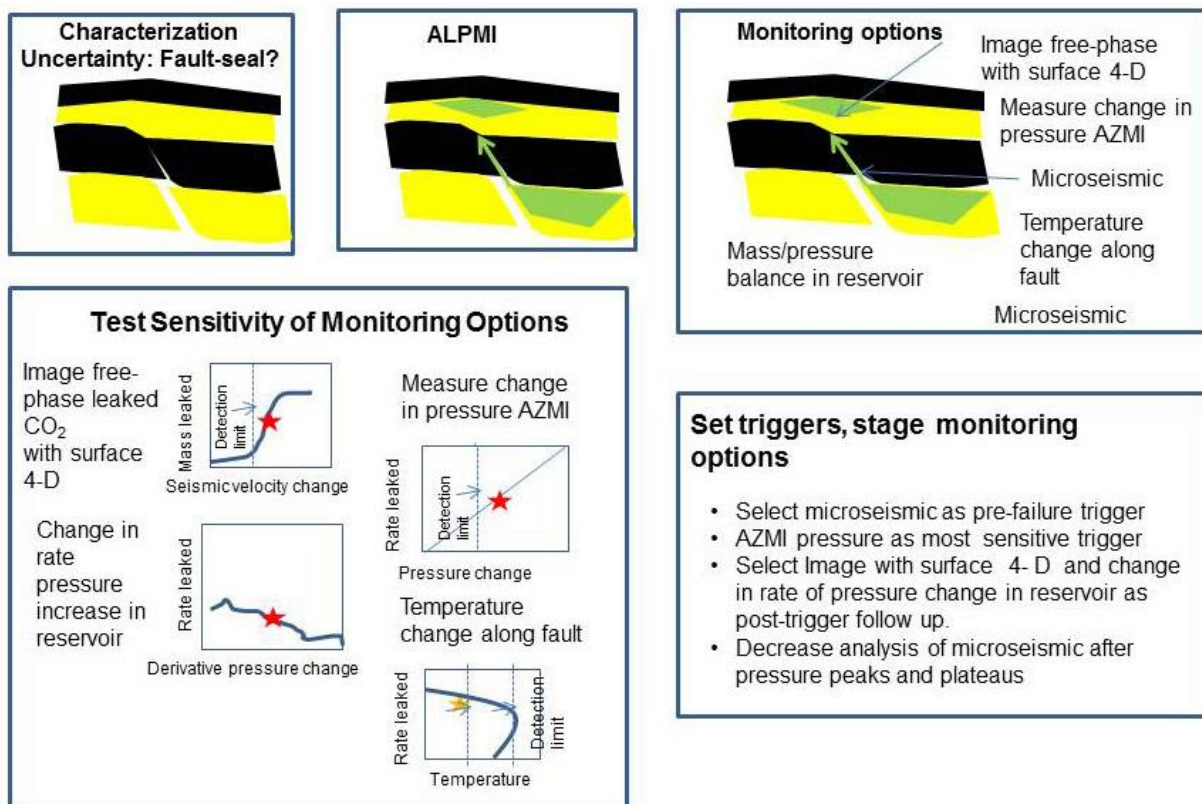 Characterization
Uncertainty: Fault-seal?
ALPMI
Monitoring options
Image free-phase
with surface 4-D
Measure change in
pressure AZMI
Microseismic
Temperature
change along
fault
Mass/pressure
balance in reservoir
Microseismic
Test Sensitivity of Monitoring Options
Image free-
phase leaked
CO2
with surface
4-D
Mass leaked
Detection
limit
Seismic velocity change
Measure change
in pressure AZMI
Rate leaked
Detection
limit
Pressure change
Change in
rate
pressure
increase in
reservoir
Rate leaked
Derivative pressure change
Temperature
change along fault
Rate leaked
Detection
limit
Temperature
Set triggers, stage monitoring
options
• Select microseismic as pre-failure trigger
• AZMI pressure as most sensitive trigger
• Select Image with surface 4- D and change
in rate of pressure change in reservoir as
post-trigger follow up.
• Decrease analysis of microseismic after
pressure peaks and plateaus